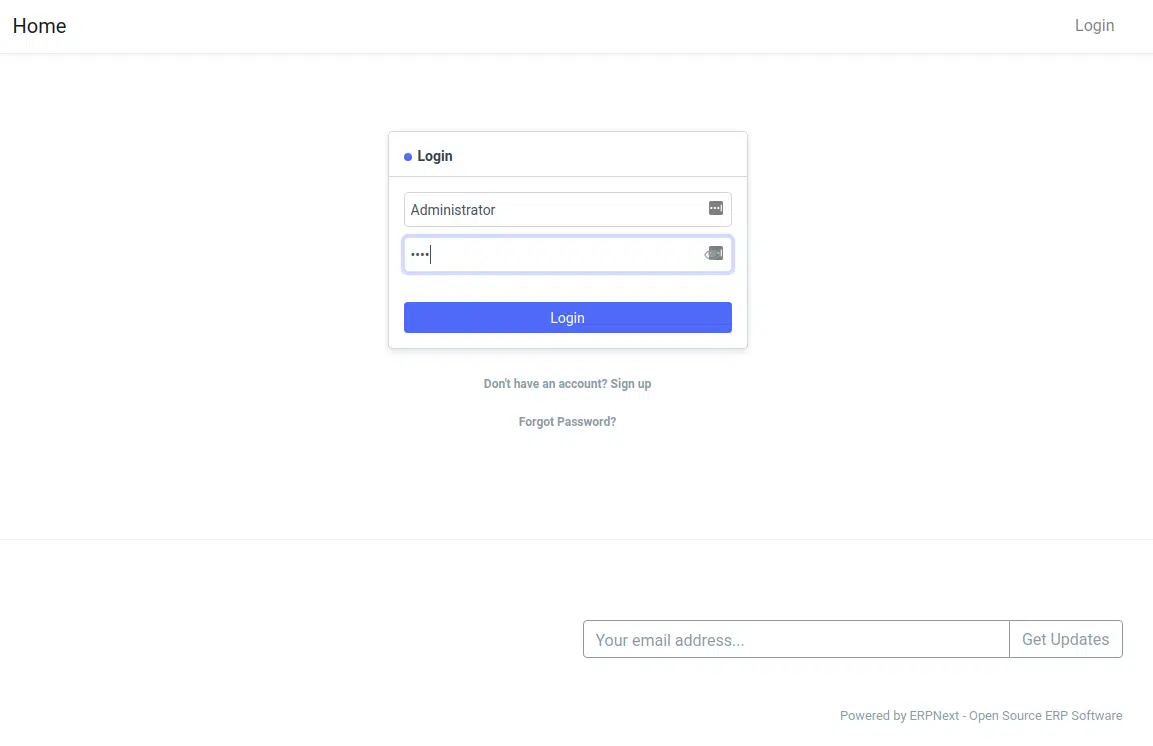 Home
Login
Login
Administrator
••••
Login
Don't have an account? Sign up
Forgot Password?
Your email address...
Get Updates
Powered by ERPNext - Open Source ERP Software